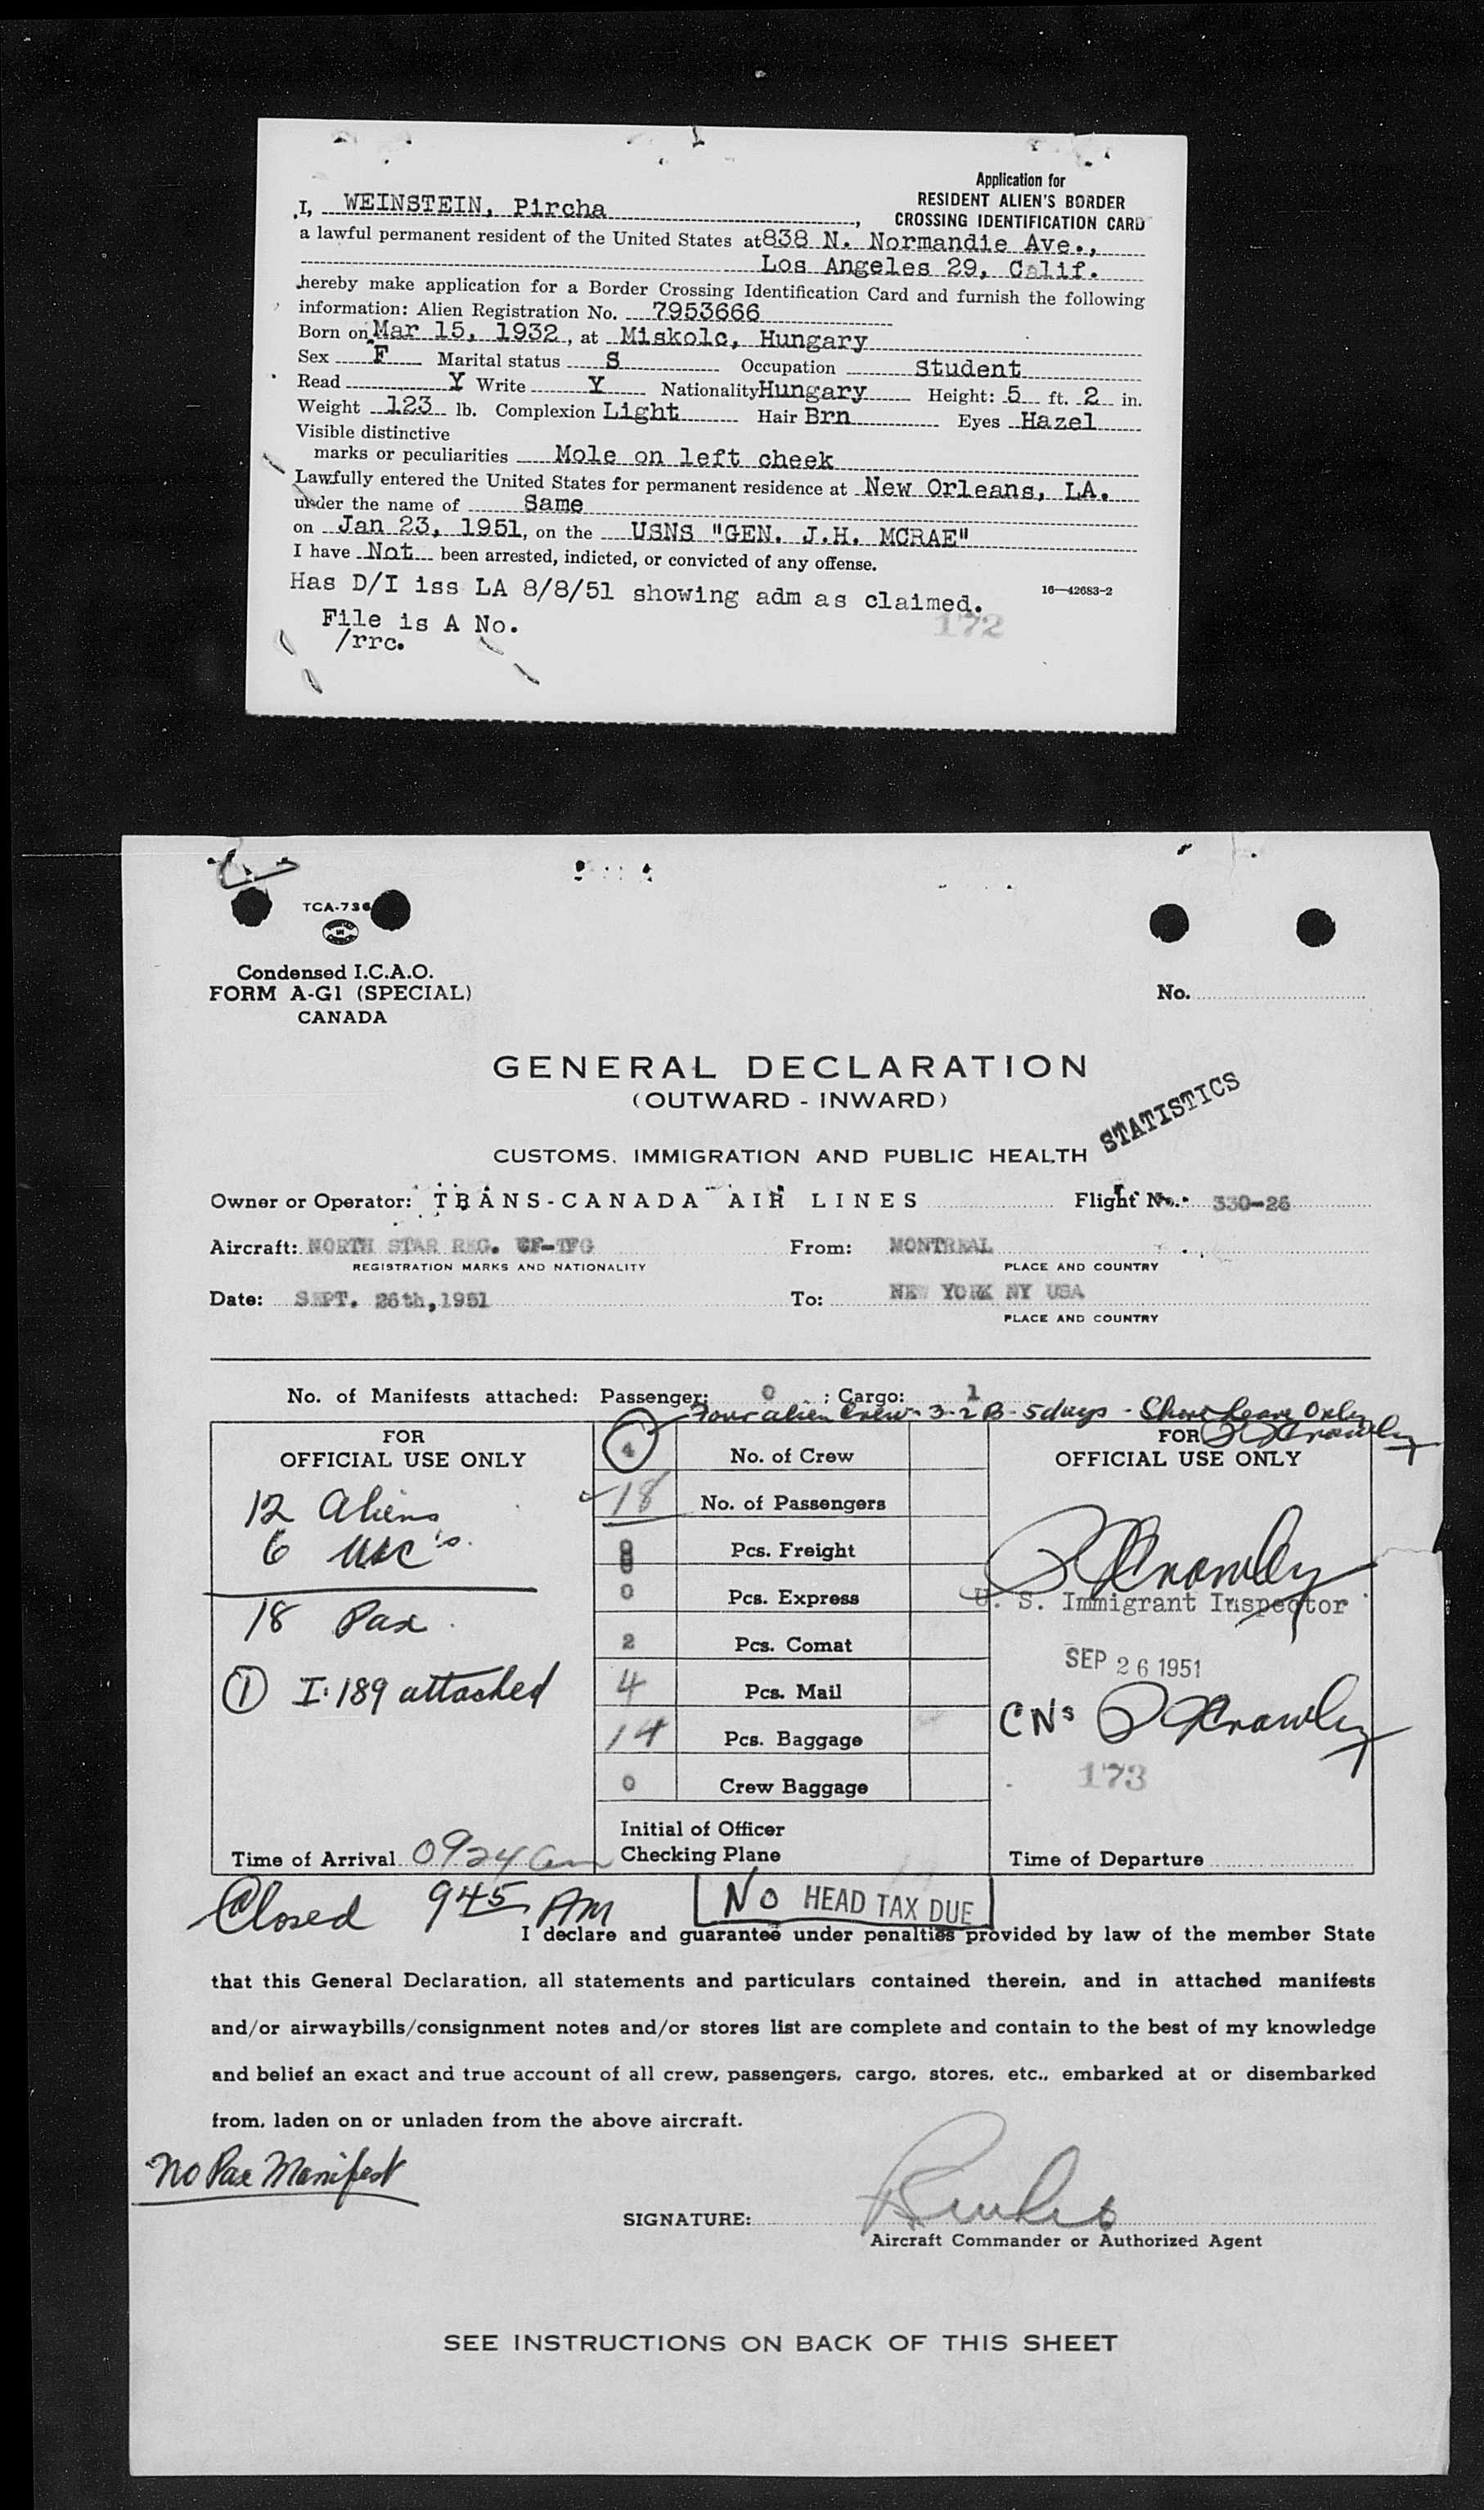 Application for
RESIDENT ALIEN'S BORDER
CROSSING IDENTIFICATION CARD
I, WEINSTEIN, Pircha,
a lawful permanent resident of the United States at 838 N. Normandie Ave.,
Los Angeles 29, Calif.
hereby make application for a Border Crossing Identification Card and furnish the following
information: Alien Registration No. 7953666
Born on Mar 15, 1932, at Miskolc, Hungary
Sex F Marital status S Occupation Student
Read Y Write Y Nationality Hungary Height: 5 ft. 2 in.
Weight 123 lb. Complexion Light Hair Brn Eyes Hazel
Visible distinctive
marks or peculiarities Mole on left cheek
Lawfully entered the United States for permanent residence at New Orleans, LA.
under the name of Same
on Jan 23, 1951, on the USNS "GEN. J.H. MCRAE"
I have Not been arrested, indicted, or convicted of any offense.
Has D/I iss LA 8/8/51 showing adm as claimed.
16—42683-2
File is A No.
172
/rrc.
TCA-736
Condensed I.C.A.O.
FORM A-G1 (SPECIAL)
CANADA
No.
GENERAL DECLARATION
(OUTWARD - INWARD)
STATISTICS
CUSTOMS, IMMIGRATION AND PUBLIC HEALTH
Owner or Operator: TRANS-CANADA AIR LINES Flight No. 330-26
Aircraft: NORTH STAR REG. CF-TFG From: MONTREAL
REGISTRATION MARKS AND NATIONALITY PLACE AND COUNTRY
Date: SEPT. 26th, 1951 To: NEW YORK NY USA
PLACE AND COUNTRY
No. of Manifests attached: Passenger: 0 ; Cargo: 1
Four alien Crew - 3-2 B - 5 days - Shore Leave Only
FOR
OFFICIAL USE ONLY
12 Aliens
6 USC's.
18 Pax.
① I-189 attached
Time of Arrival 0924 am
4 No. of Crew
18 No. of Passengers
Pcs. Freight
0 Pcs. Express
2 Pcs. Comat
4 Pcs. Mail
14 Pcs. Baggage
0 Crew Baggage
Initial of Officer
Checking Plane
FOR
OFFICIAL USE ONLY
Crowley
U. S. Immigrant Inspector
SEP 26 1951
CNs Crowley
173
Time of Departure
Closed 945 AM
No HEAD TAX DUE
I declare and guarantee under penalties provided by law of the member State
that this General Declaration, all statements and particulars contained therein, and in attached manifests
and/or airwaybills/consignment notes and/or stores list are complete and contain to the best of my knowledge
and belief an exact and true account of all crew, passengers, cargo, stores, etc., embarked at or disembarked
from, laden on or unladen from the above aircraft.
No Pax Manifest
SIGNATURE:
Aircraft Commander or Authorized Agent
SEE INSTRUCTIONS ON BACK OF THIS SHEET